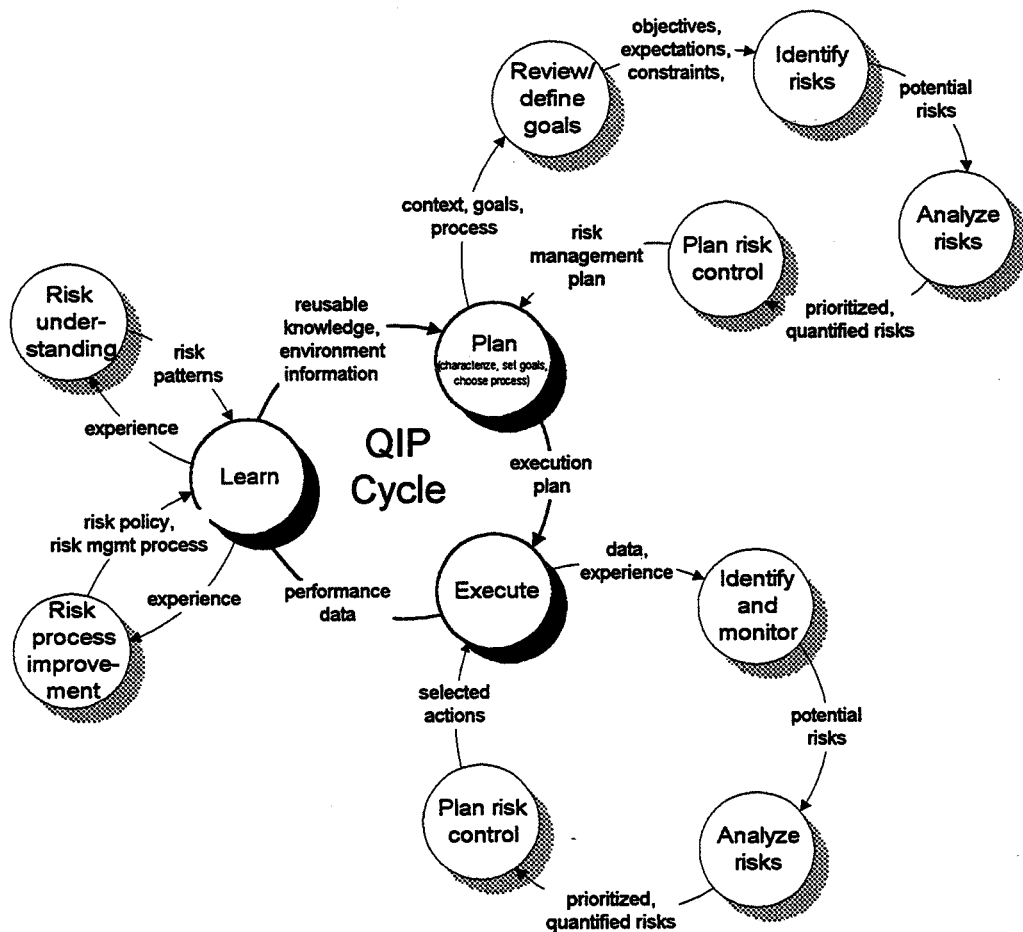 objectives,
expectations,
constraints,
Review/
define
goals
Identify
risks
potential
risks
Analyze
risks
context, goals,
process
risk
management
plan
Plan risk
control
prioritized,
quantified risks
Risk
under-
standing
risk
patterns
experience
reusable
knowledge,
environment
information
Plan
(characterize, set goals,
choose process)
QIP
Cycle
Learn
execution
plan
risk policy,
risk mgmt process
experience
Risk
process
improve-
ment
performance
data
Execute
data,
experience
Identify
and
monitor
selected
actions
potential
risks
Plan risk
control
Analyze
risks
prioritized,
quantified risks